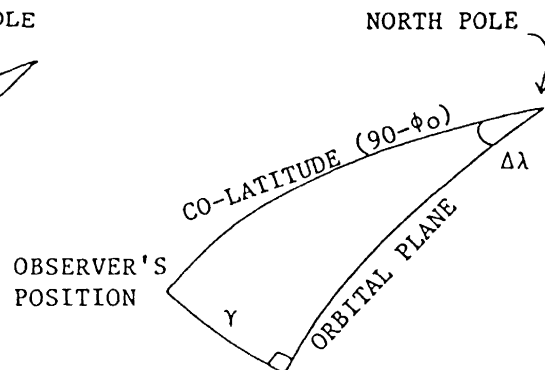 OLE
NORTH POLE
CO-LATITUDE (90-ϕo)
Δλ
ORBITAL PLANE
OBSERVER'S
POSITION
γ